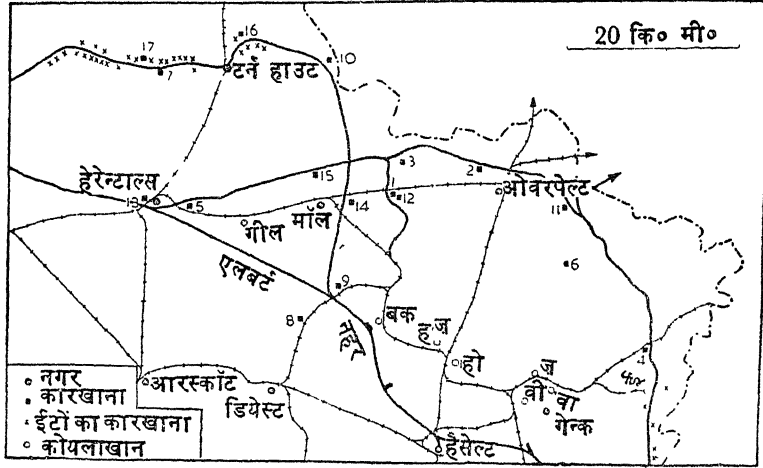 20 कि० मी०
16
17
7
10
टर्न हाउट
3
2
15
1
12
ओवरपेल्ट
हेरेन्टाल्स
13
5
गील
मॉल
14
11
एलबर्ट
नहर
6
9
8
बक
ह
ज़
हो
4
ज़
वी
वा
गेन्क
आरस्कॉट
डियेस्ट
हैसेल्ट
नगर
कारखाना
ईटों का कारखाना
कोयलाखान